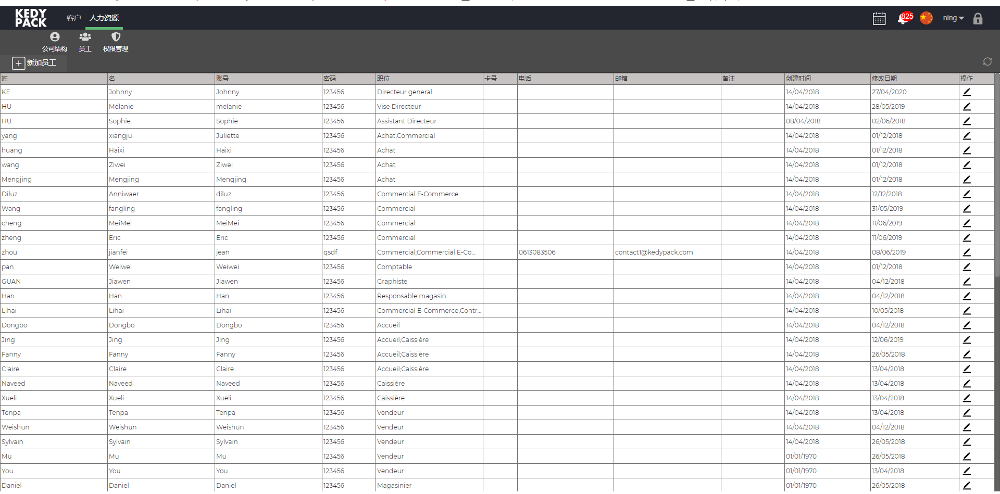 KEDY
PACK
客户 人力资源 825 ning
公司结构 员工 权限管理
新加员工
姓 名 账号 密码 职位 卡号 电话 邮箱 备注 创建时间 修改日期 操作
KE Johnny Johnny 123456 Directeur general 14/04/2018 27/04/2020
HU Mélanie melanie 123456 Vise Directeur 14/04/2018 28/05/2019
HU Sophie Sophie 123456 Assistant Directeur 08/04/2018 02/06/2018
yang xiangju Juliette 123456 Achat;Commercial 14/04/2018 01/12/2018
huang Haixi Haixi 123456 Achat 14/04/2018 01/12/2018
wang Ziwei Ziwei 123456 Achat 14/04/2018 01/12/2018
Mengjing Mengjing Mengjing 123456 Achat 14/04/2018 01/12/2018
Diluz Anniwaer diluz 123456 Commercial E-Commerce 14/04/2018 12/12/2018
Wang fangling fangling 123456 Commercial 14/04/2018 31/05/2019
cheng MeiMei MeiMei 123456 Commercial 14/04/2018 11/06/2019
zheng Eric Eric 123456 Commercial 14/04/2018 11/06/2019
zhou jianfei jean qsdf Commercial;Commercial E-Co... 0613083506 contact1@kedypack.com 14/04/2018 08/06/2019
pan Weiwei Weiwei 123456 Comptable 14/04/2018 01/12/2018
GUAN Jiawen Jiawen 123456 Graphiste 14/04/2018 04/12/2018
Han Han Han 123456 Responsable magasin 14/04/2018 04/12/2018
Lihai Lihai Lihai 123456 Commercial E-Commerce;Contr... 14/04/2018 10/05/2018
Dongbo Dongbo Dongbo 123456 Accueil 14/04/2018 04/12/2018
Jing Jing Jing 123456 Accueil;Caissière 14/04/2018 12/06/2019
Fanny Fanny Fanny 123456 Accueil;Caissière 14/04/2018 26/05/2018
Claire Claire Claire 123456 Accueil;Caissière 14/04/2018 13/04/2018
Naveed Naveed Naveed 123456 Caissière 14/04/2018 13/04/2018
Xueli Xueli Xueli 123456 Caissière 14/04/2018 13/04/2018
Tenpa Tenpa Tenpa 123456 Vendeur 14/04/2018 13/04/2018
Weishun Weishun Weishun 123456 Vendeur 14/04/2018 04/12/2018
Sylvain Sylvain Sylvain 123456 Vendeur 14/04/2018 26/05/2018
Mu Mu Mu 123456 Vendeur 01/01/1970 26/05/2018
You You You 123456 Vendeur 01/01/1970 13/04/2018
Daniel Daniel Daniel 123456 Magasinier 01/01/1970 26/05/2018